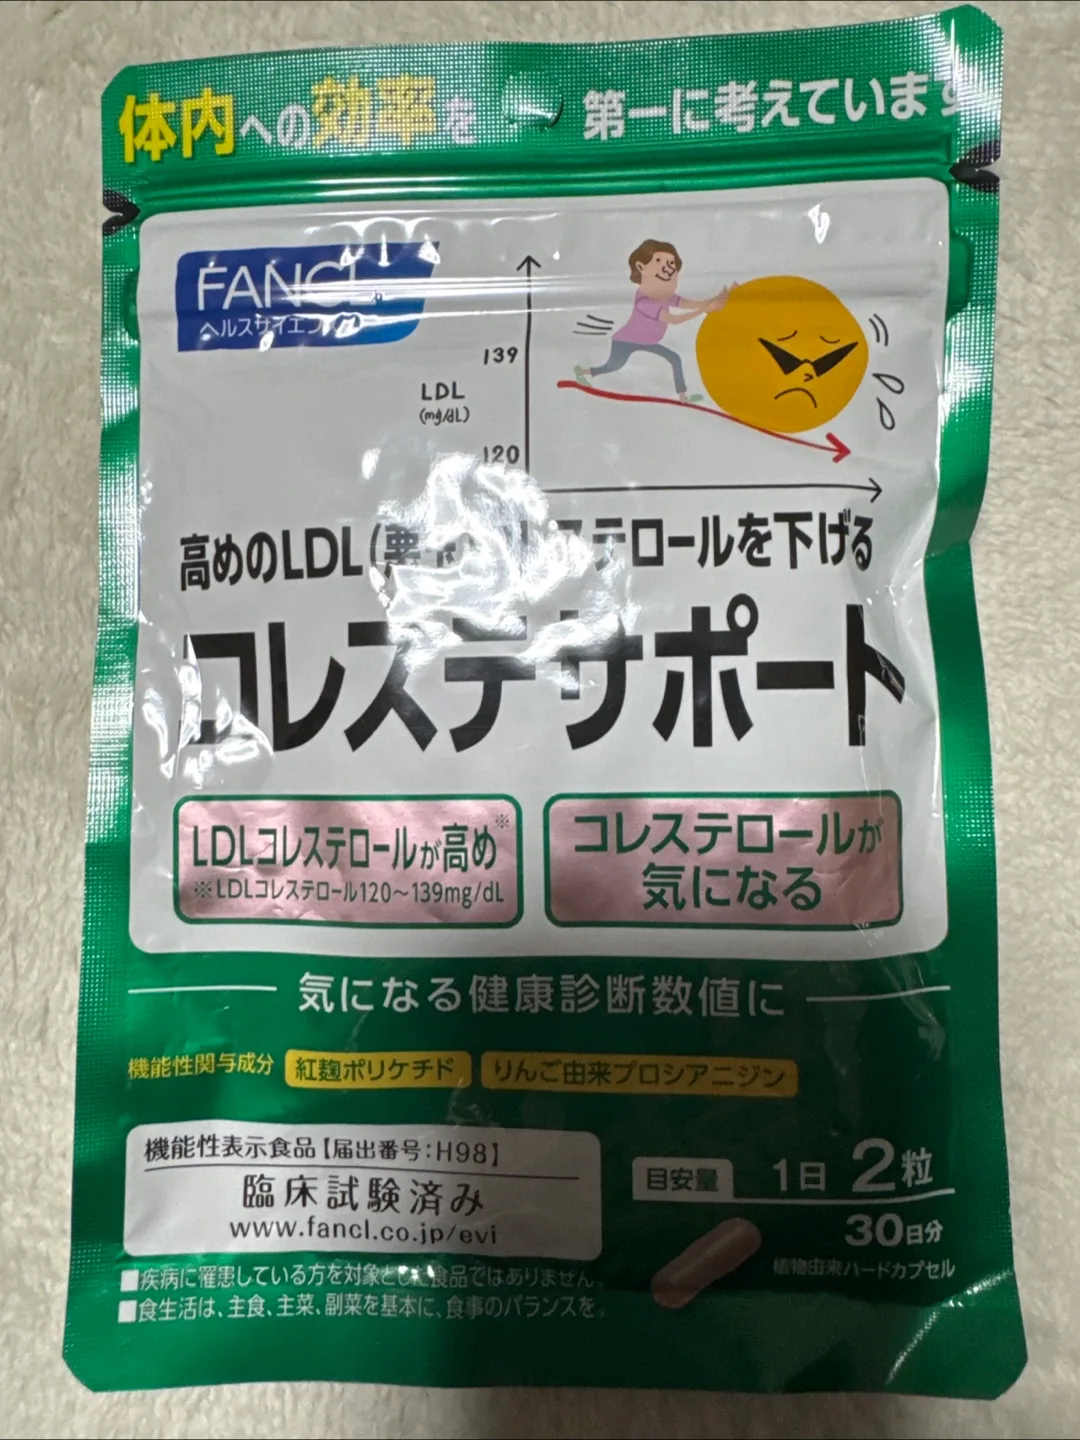 体内への効率を 第一に考えています
FANCL
ヘルスサイエンス
139
LDL
(mg/dL)
120
高めのLDL(悪玉)コレステロールを下げる
コレステサポート
LDLコレステロールが高め※
※LDLコレステロール120～139mg/dL
コレステロールが
気になる
気になる健康診断数値に
機能性関与成分 紅麹ポリケチド りんご由来プロシアニジン
機能性表示食品【届出番号:H98】
臨床試験済み
www.fancl.co.jp/evi
目安量 1日 2粒
30日分
植物由来ハードカプセル
■疾病に罹患している方を対象とした食品ではありません。
■食生活は、主食、主菜、副菜を基本に、食事のバランスを。